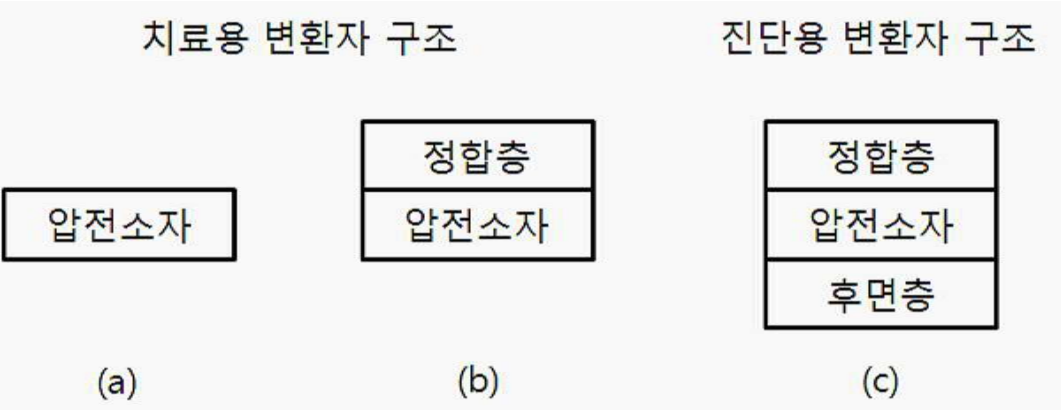 치료용 변환자 구조
진단용 변환자 구조
압전소자
정합층
압전소자
정합층
압전소자
후면층
(a)
(b)
(c)